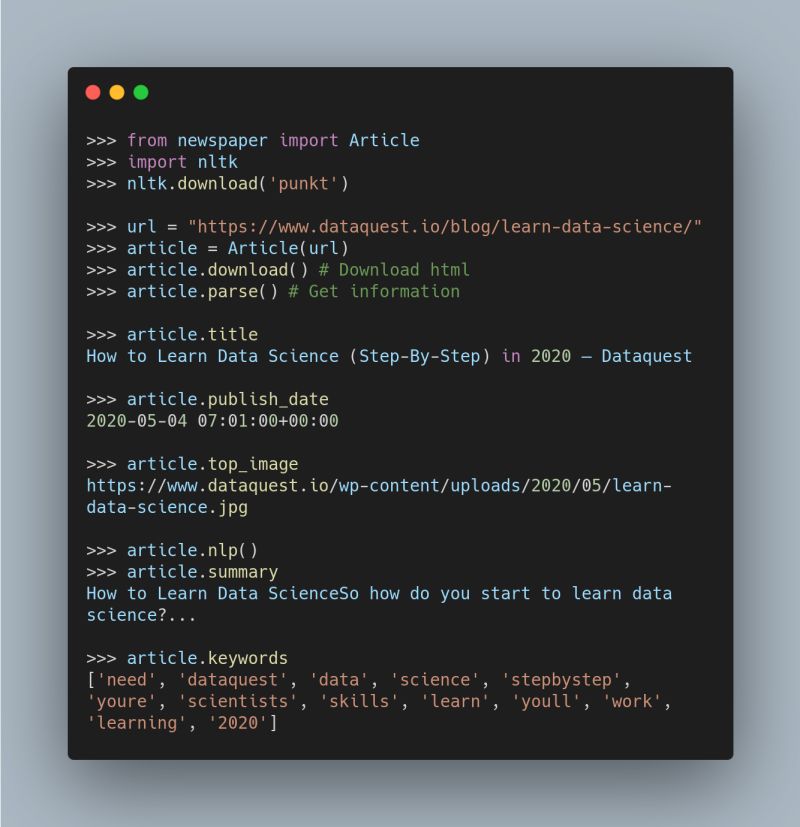 >>> from newspaper import Article
>>> import nltk
>>> nltk.download('punkt')
>>> url = "https://www.dataquest.io/blog/learn-data-science/"
>>> article = Article(url)
>>> article.download() # Download html
>>> article.parse() # Get information
>>> article.title
How to Learn Data Science (Step-By-Step) in 2020 – Dataquest
>>> article.publish_date
2020-05-04 07:01:00+00:00
>>> article.top_image
https://www.dataquest.io/wp-content/uploads/2020/05/learn-
data-science.jpg
>>> article.nlp()
>>> article.summary
How to Learn Data ScienceSo how do you start to learn data
science?...
>>> article.keywords
['need', 'dataquest', 'data', 'science', 'stepbystep',
'youre', 'scientists', 'skills', 'learn', 'youll', 'work',
'learning', '2020']